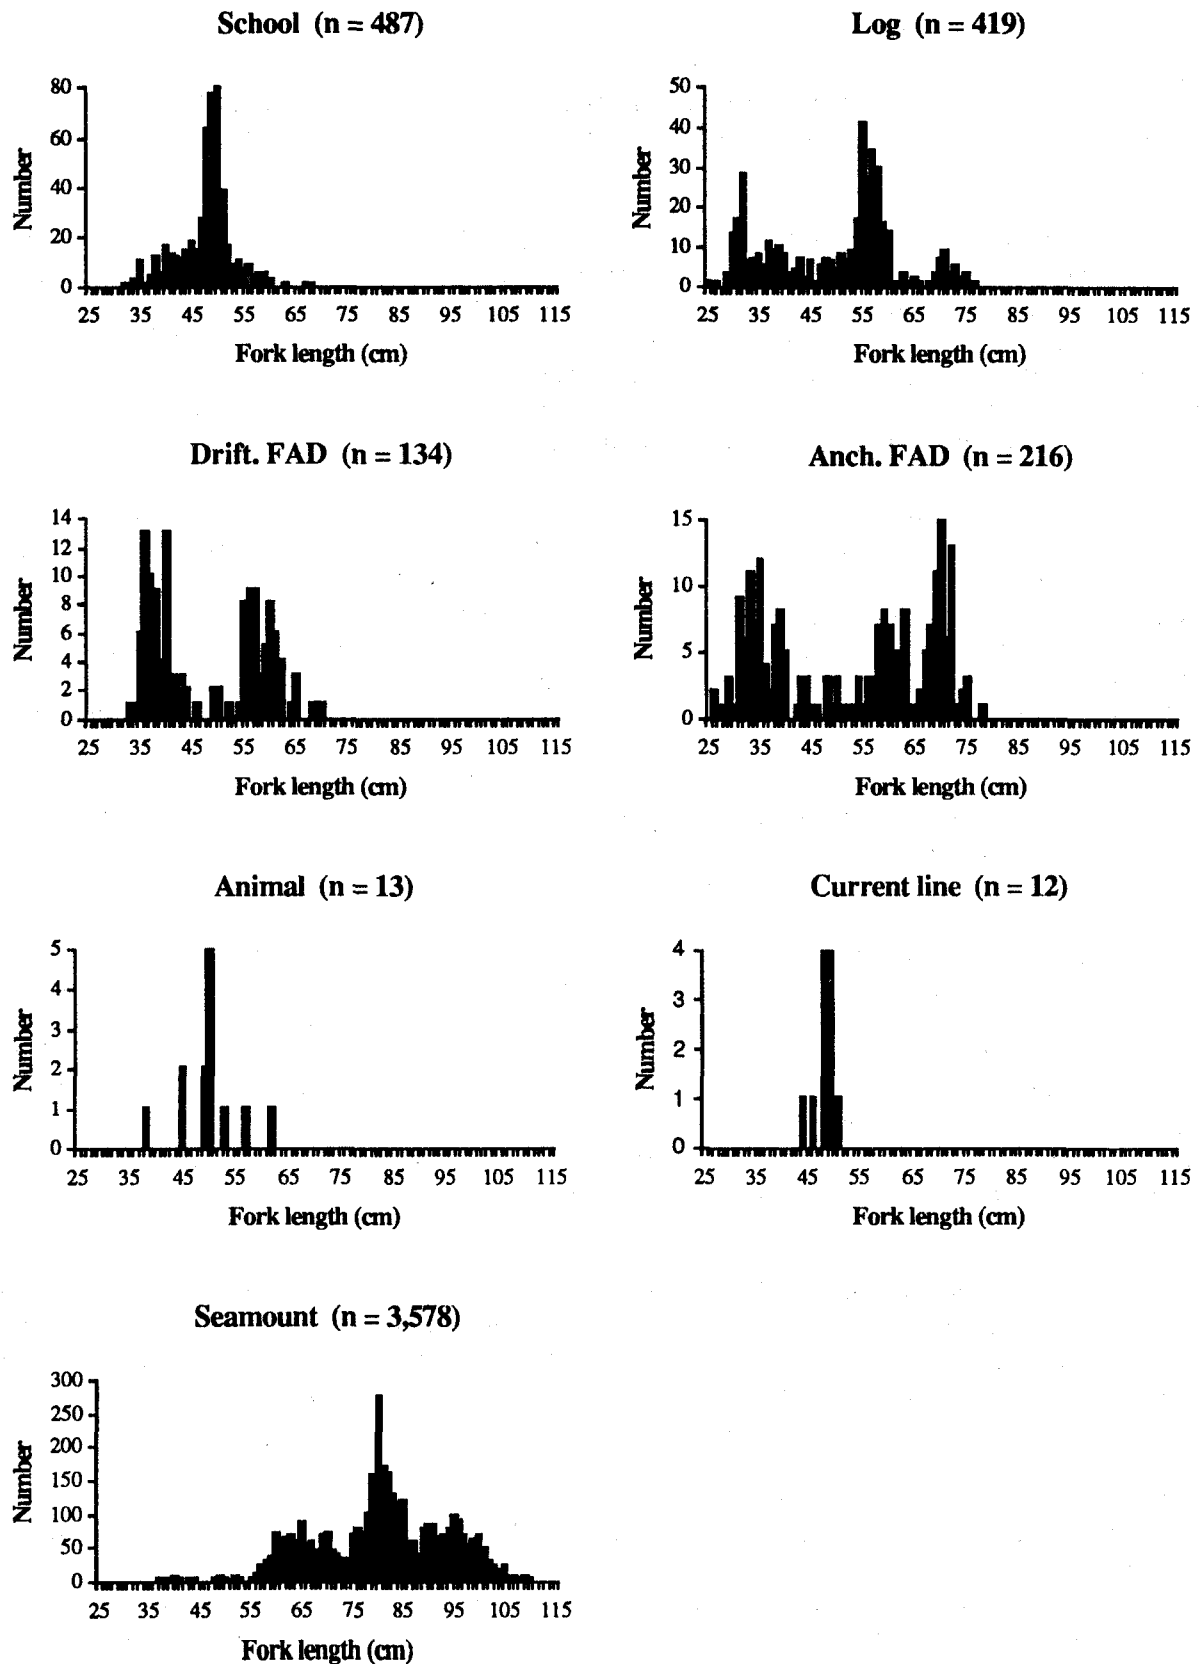 School (n = 487)
80
60
40
20
0
Number
25 35 45 55 65 75 85 95 105 115
Fork length (cm)
Log (n = 419)
50
40
30
20
10
0
Number
25 35 45 55 65 75 85 95 105 115
Fork length (cm)
Drift. FAD (n = 134)
14
12
10
8
6
4
2
0
Number
25 35 45 55 65 75 85 95 105 115
Fork length (cm)
Anch. FAD (n = 216)
15
10
5
0
Number
25 35 45 55 65 75 85 95 105 115
Fork length (cm)
Animal (n = 13)
5
4
3
2
1
0
Number
25 35 45 55 65 75 85 95 105 115
Fork length (cm)
Current line (n = 12)
4
3
2
1
0
Number
25 35 45 55 65 75 85 95 105 115
Fork length (cm)
Seamount (n = 3,578)
300
250
200
150
100
50
0
Number
25 35 45 55 65 75 85 95 105 115
Fork length (cm)